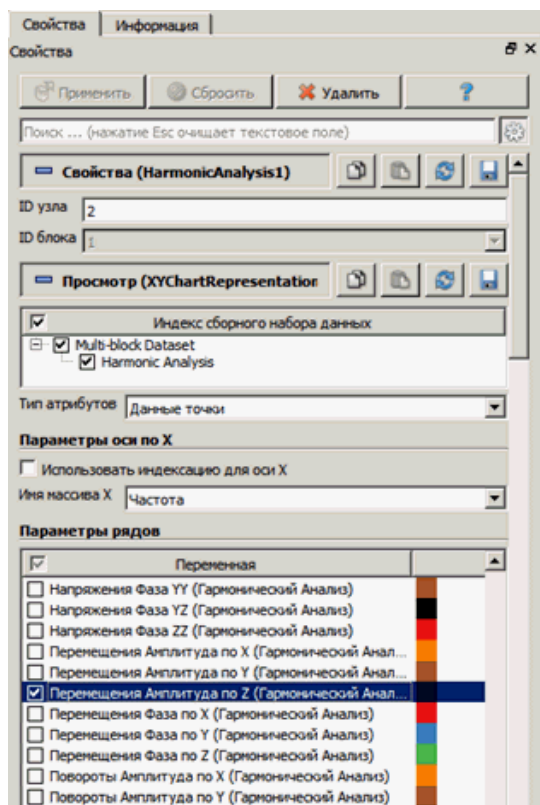 Свойства Информация
Свойства
Применить Сбросить Удалить ?
Поиск ... (нажатие Esc очищает текстовое поле)
Свойства (HarmonicAnalysis1)
ID узла 2
ID блока 1
Просмотр (XYChartRepresentation
Индекс сборного набора данных
Multi-block Dataset
Harmonic Analysis
Тип атрибутов Данные точки
Параметры оси по X
Использовать индексацию для оси X
Имя массива X Частота
Параметры рядов
Переменная
Напряжения Фаза YY (Гармонический Анализ)
Напряжения Фаза YZ (Гармонический Анализ)
Напряжения Фаза ZZ (Гармонический Анализ)
Перемещения Амплитуда по X (Гармонический Анал...
Перемещения Амплитуда по Y (Гармонический Анал...
Перемещения Амплитуда по Z (Гармонический Анал...
Перемещения Фаза по X (Гармонический Анализ)
Перемещения Фаза по Y (Гармонический Анализ)
Перемещения Фаза по Z (Гармонический Анализ)
Повороты Амплитуда по X (Гармонический Анализ)
Повороты Амплитуда по Y (Гармонический Анализ)